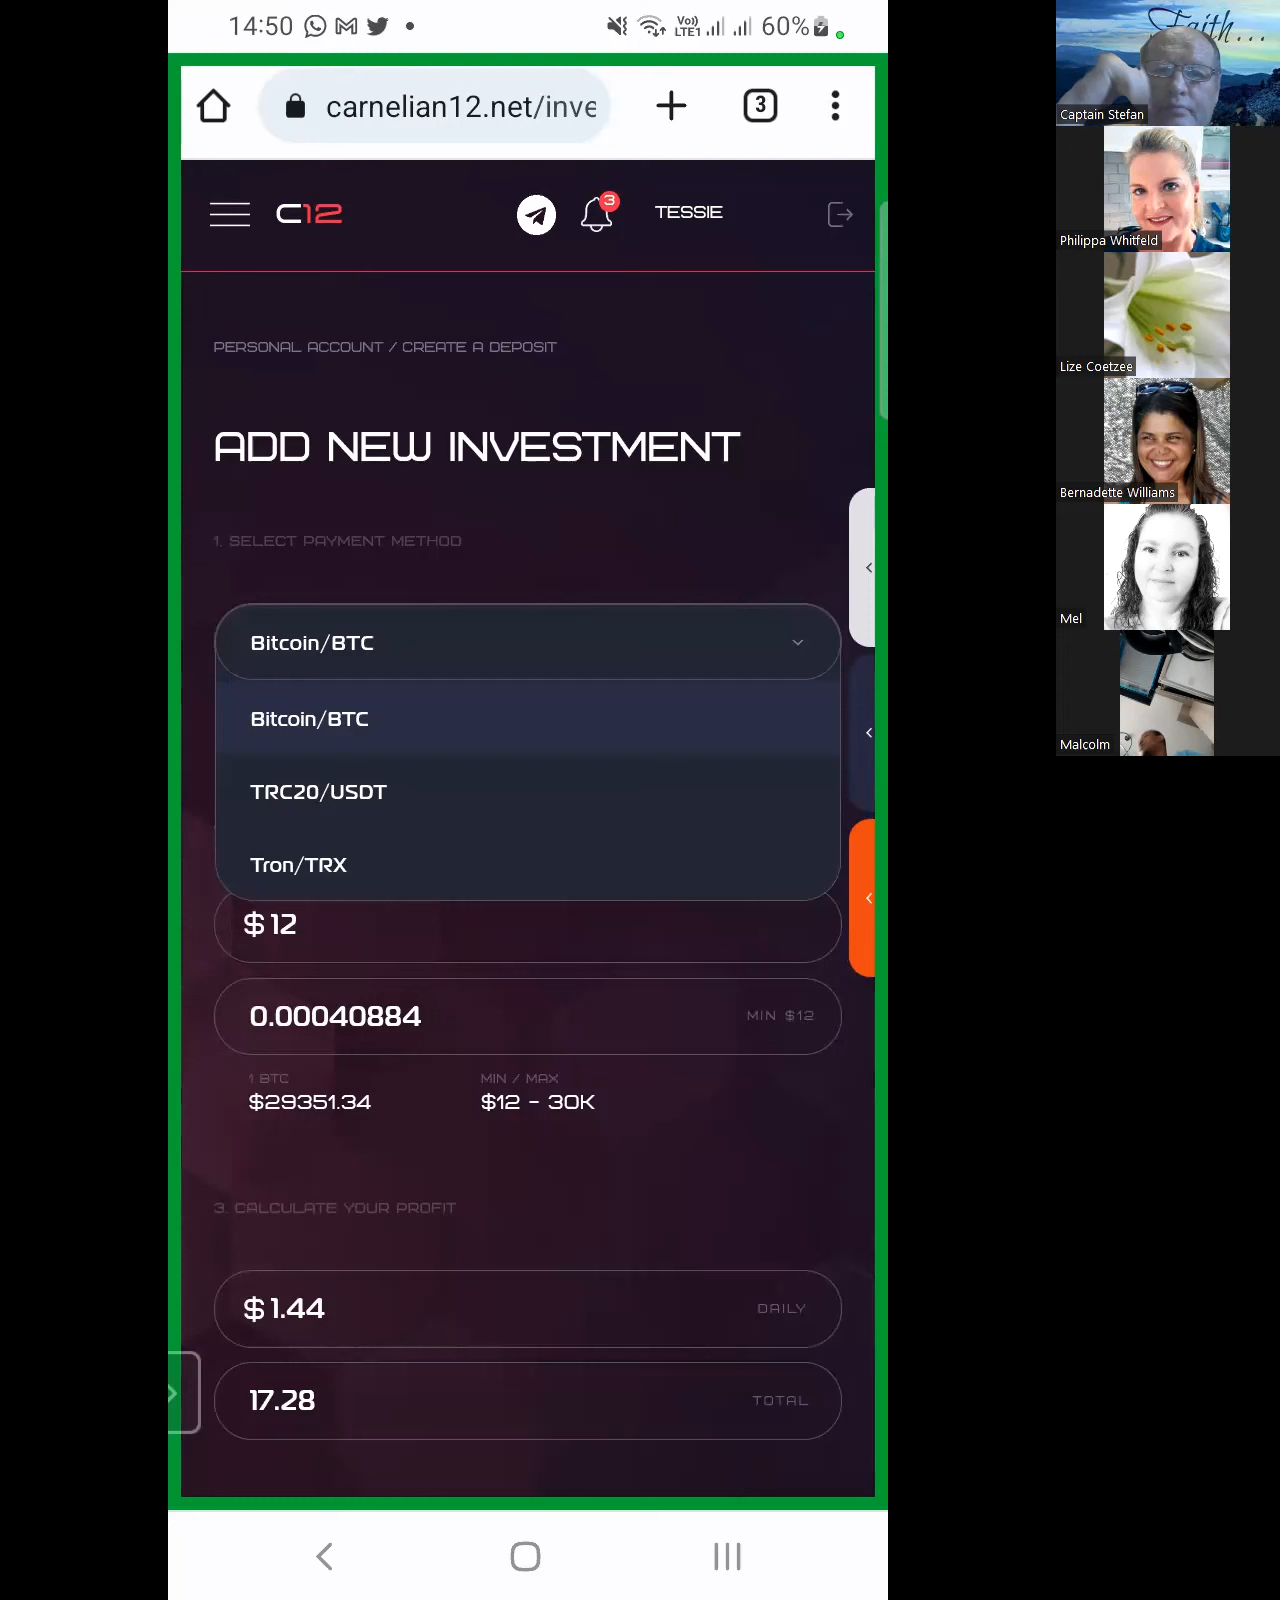 14:50
Vo)
LTE1
60%
carnelian12.net/inve
3
C12
3
TESSIE
PERSONAL ACCOUNT / CREATE A DEPOSIT
ADD NEW INVESTMENT
1. SELECT PAYMENT METHOD
Bitcoin/BTC
Bitcoin/BTC
TRC20/USDT
Tron/TRX
$ 12
0.00040884
MIN $12
1 BTC
MIN / MAX
$29351.34
$12 - 30K
3. CALCULATE YOUR PROFIT
$ 1.44
DAILY
17.28
TOTAL
Faith...
Captain Stefan
Philippa Whitfeld
Lize Coetzee
Bernadette Williams
Mel
Malcolm